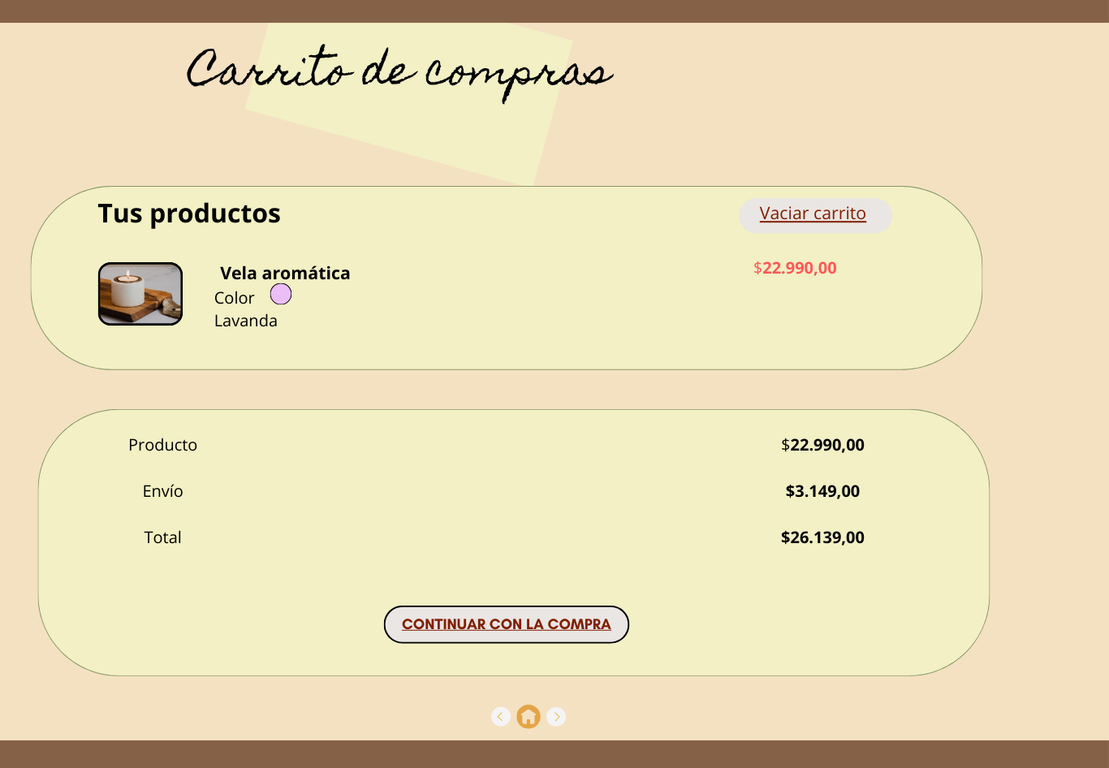 Carrito de compras
Tus productos
Vaciar carrito
Vela aromática
$22.990,00
Color
Lavanda
Producto
$22.990,00
Envío
$3.149,00
Total
$26.139,00
CONTINUAR CON LA COMPRA